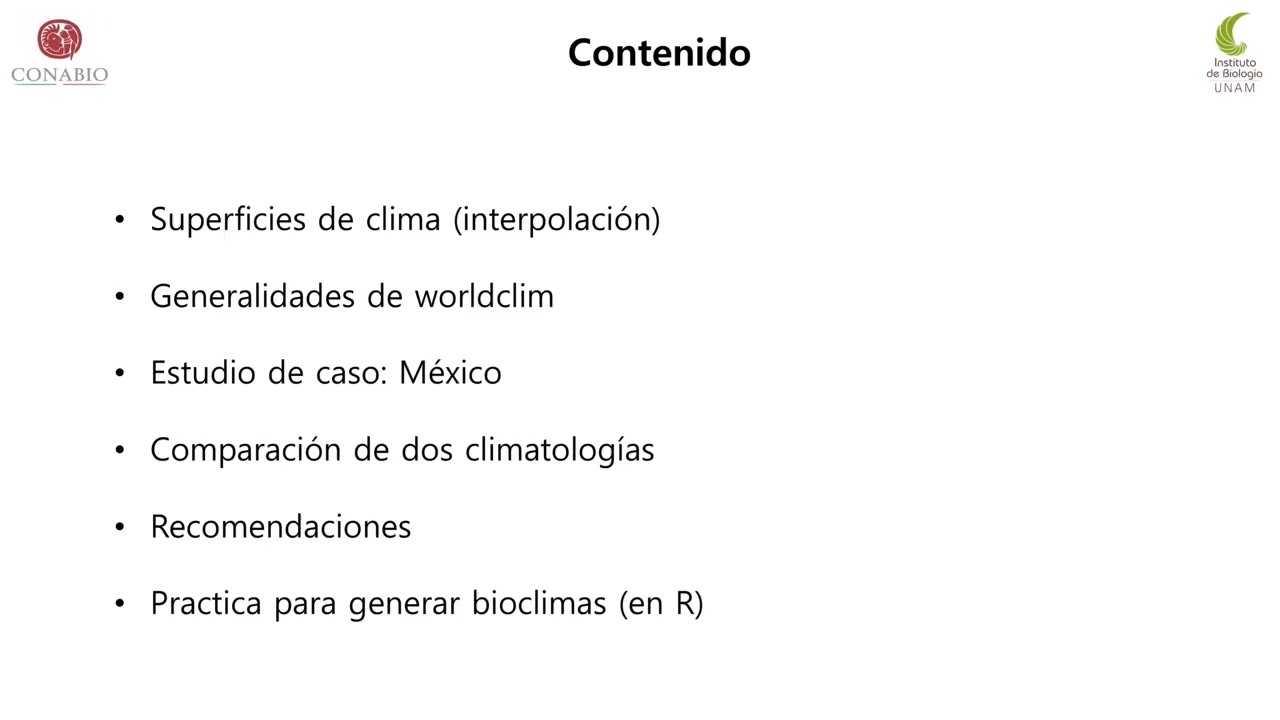 CONABIO
Contenido
Instituto
de Biología
UNAM
• Superficies de clima (interpolación)
• Generalidades de worldclim
• Estudio de caso: México
• Comparación de dos climatologías
• Recomendaciones
• Practica para generar bioclimas (en R)